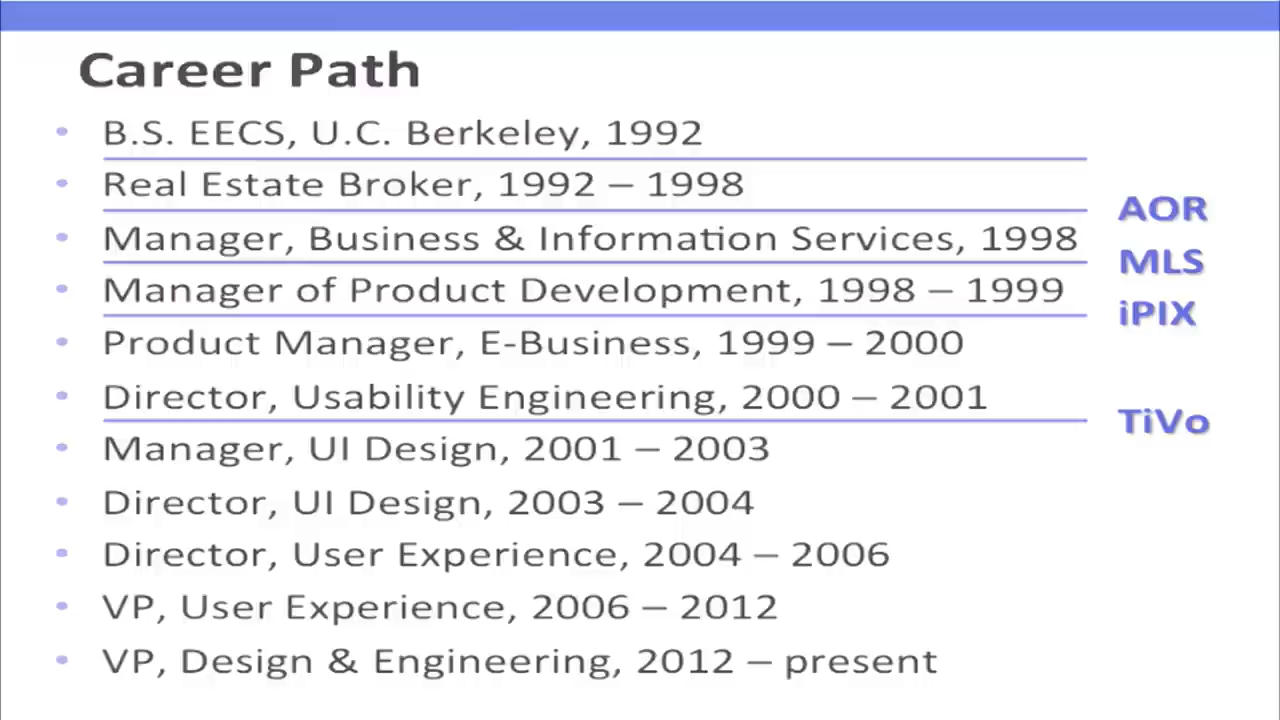 Career Path
• B.S. EECS, U.C. Berkeley, 1992
• Real Estate Broker, 1992 – 1998
AOR
• Manager, Business & Information Services, 1998
MLS
• Manager of Product Development, 1998 – 1999
iPIX
• Product Manager, E-Business, 1999 – 2000
• Director, Usability Engineering, 2000 – 2001
TiVo
• Manager, UI Design, 2001 – 2003
• Director, UI Design, 2003 – 2004
• Director, User Experience, 2004 – 2006
• VP, User Experience, 2006 – 2012
• VP, Design & Engineering, 2012 – present